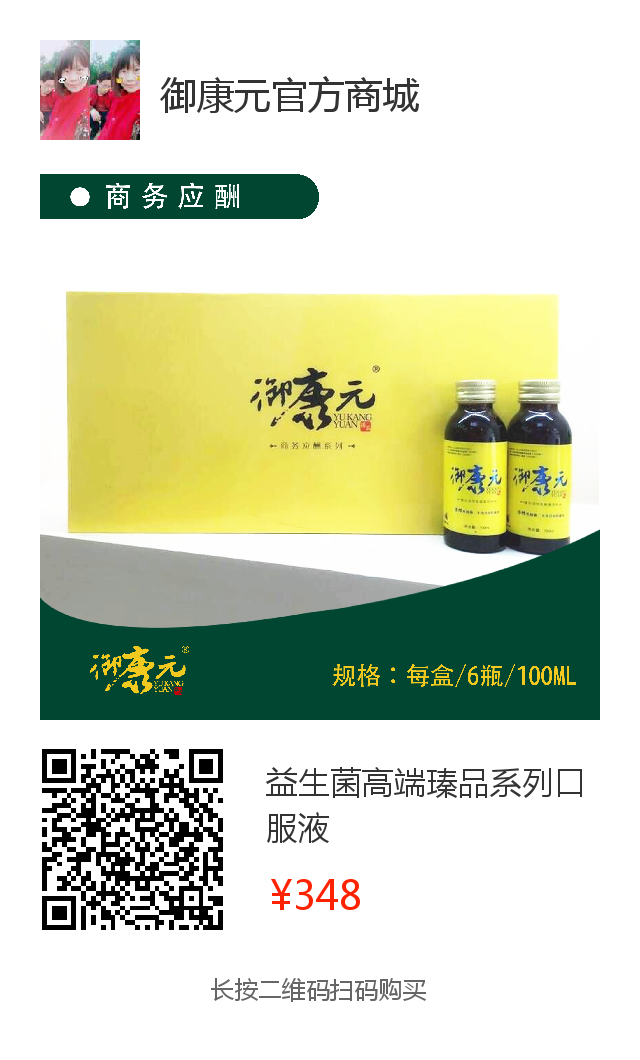 御康元官方商城
商务应酬
御康元®
YU KANG
YUAN
商务应酬系列
御康元
御康元
御康元®
YU KANG
YUAN
规格：每盒/6瓶/100ML
益生菌高端瑧品系列口
服液
¥348
长按二维码扫码购买